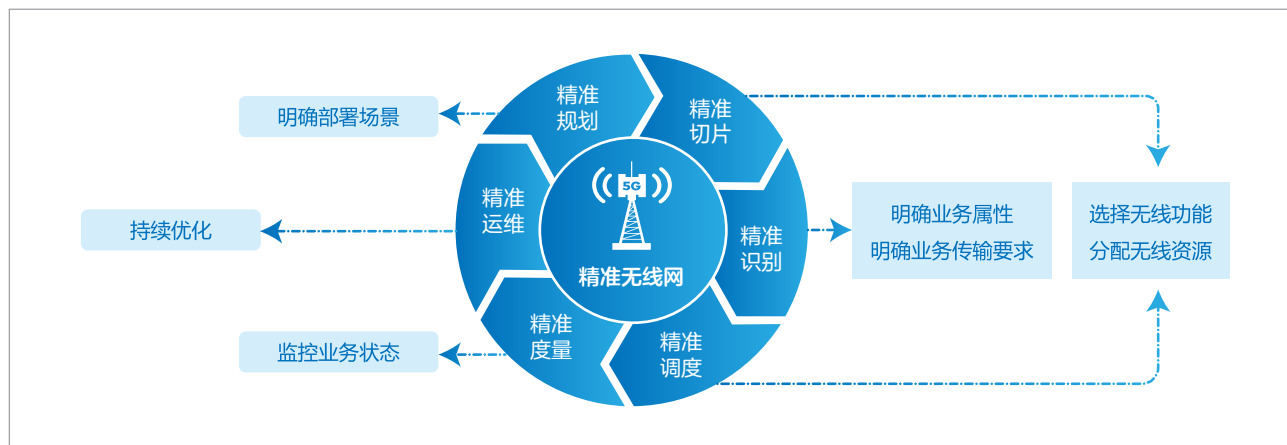 精准
规划
精准
切片
明确部署场景
精准
运维
5G
精准
识别
明确业务属性
明确业务传输要求
选择无线功能
分配无线资源
持续优化
精准无线网
精准
度量
精准
调度
监控业务状态